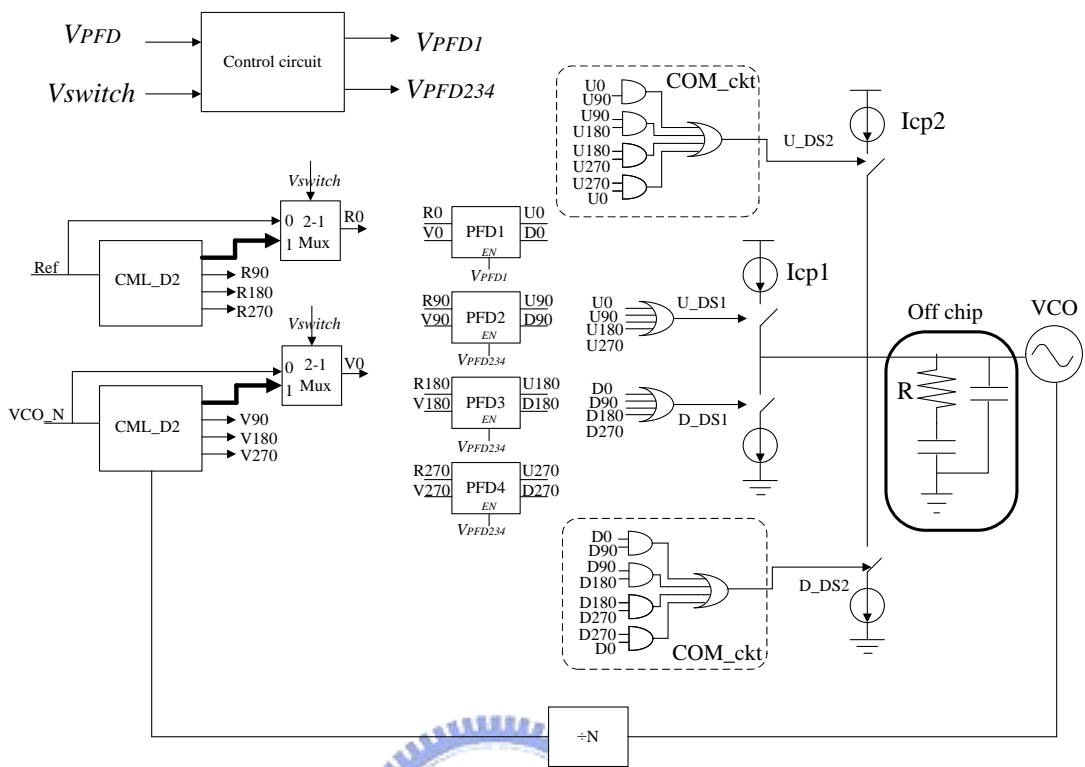 VPFD
Vswitch
Control circuit
VPFD1
VPFD234
COM_ckt
U0
U90
U90
U180
U180
U270
U270
U0
U_DS2
Icp2
Vswitch
0
1
2-1
Mux
R0
Ref
CML_D2
R90
R180
R270
Vswitch
0
1
2-1
Mux
V0
VCO_N
CML_D2
V90
V180
V270
R0
V0
PFD1
EN
U0
D0
VPFD1
R90
V90
PFD2
EN
U90
D90
VPFD234
R180
V180
PFD3
EN
U180
D180
VPFD234
R270
V270
PFD4
EN
U270
D270
VPFD234
U0
U90
U180
U270
U_DS1
Icp1
D0
D90
D180
D270
D_DS1
Off chip
R
VCO
D0
D90
D90
D180
D180
D270
D270
D0
COM_ckt
D_DS2
÷N